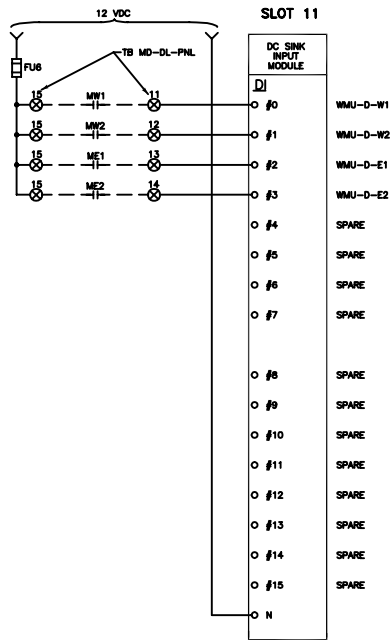 12 VDC
SLOT 11
FU6
TB MD-DL-PNL
DC SINK
INPUT
MODULE
DI
15 MW1 11 #0 WMU-D-W1
15 MW2 12 #1 WMU-D-W2
15 ME1 13 #2 WMU-D-E1
15 ME2 14 #3 WMU-D-E2
#4 SPARE
#5 SPARE
#6 SPARE
#7 SPARE
#8 SPARE
#9 SPARE
#10 SPARE
#11 SPARE
#12 SPARE
#13 SPARE
#14 SPARE
#15 SPARE
N